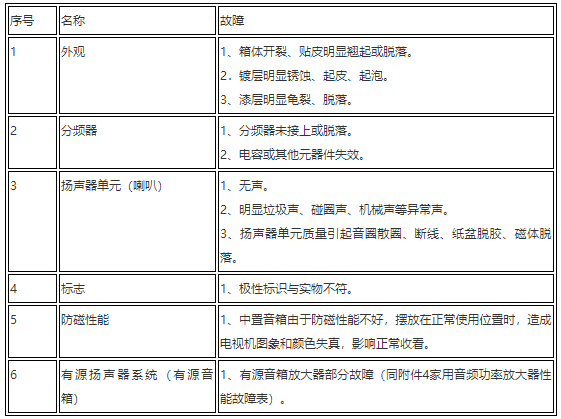 序号 名称 故障
1 外观 1、箱体开裂、贴皮明显翘起或脱落。
2．镀层明显锈蚀、起皮、起泡。
3、漆层明显龟裂、脱落。
2 分频器 1、分频器未接上或脱落。
2、电容或其他元器件失效。
3 扬声器单元（喇叭） 1、无声。
2、明显垃圾声、碰圈声、机械声等异常声。
3、扬声器单元质量引起音圈散圈、断线、纸盆脱胶、磁体脱
落。
4 标志 1、极性标识与实物不符。
5 防磁性能 1、中置音箱由于防磁性能不好，摆放在正常使用位置时，造成
电视机图象和颜色失真，影响正常收看。
6 有源扬声器系统（有源音 1、有源音箱放大器部分故障（同附件4家用音频功率放大器性
箱） 能故障表）。